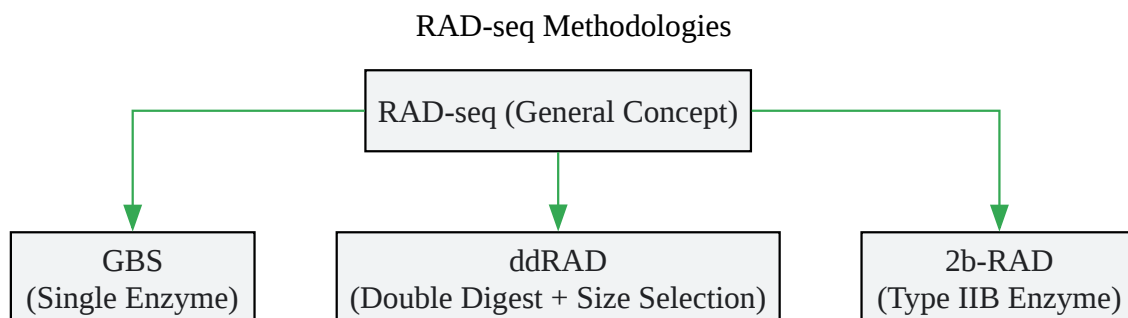 RAD-seq Methodologies
RAD-seq (General Concept)
GBS
(Single Enzyme)
ddRAD
(Double Digest + Size Selection)
2b-RAD
(Type IIB Enzyme)